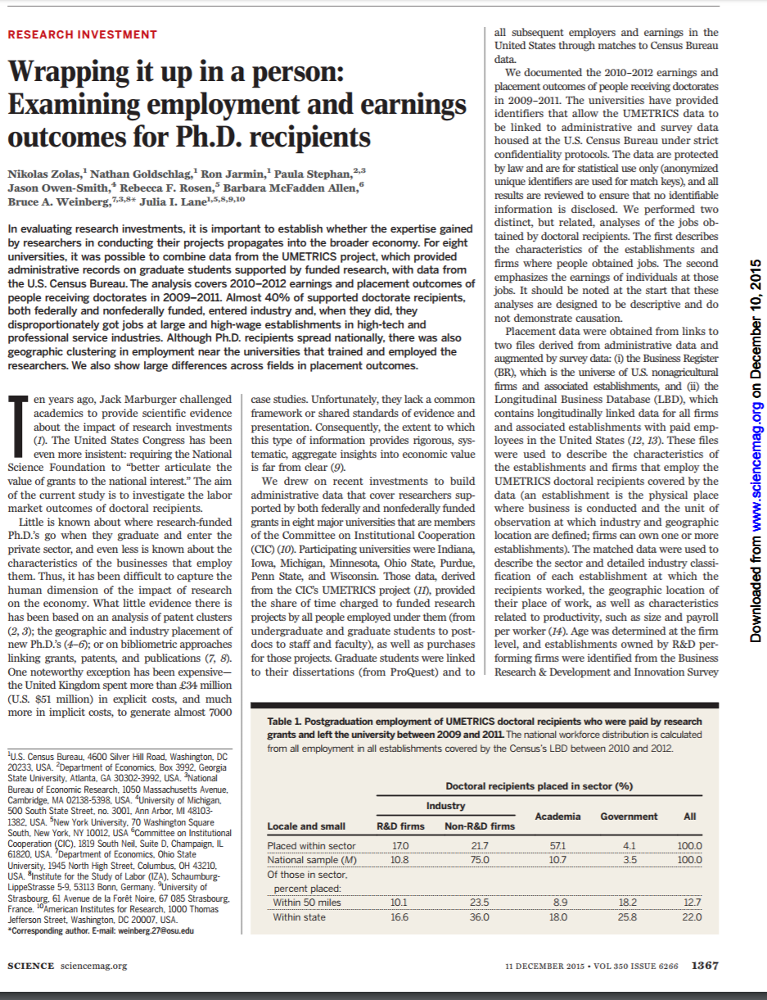 RESEARCH INVESTMENT
Wrapping it up in a person:
Examining employment and earnings
outcomes for Ph.D. recipients
Nikolas Zolas,¹ Nathan Goldschlag,¹ Ron Jarmin,¹ Paula Stephan,²,³
Jason Owen-Smith,⁴ Rebecca F. Rosen,⁵ Barbara McFadden Allen,⁶
Bruce A. Weinberg,⁷,³,⁸* Julia I. Lane¹,⁵,⁸,⁹,¹⁰
In evaluating research investments, it is important to establish whether the expertise gained
by researchers in conducting their projects propagates into the broader economy. For eight
universities, it was possible to combine data from the UMETRICS project, which provided
administrative records on graduate students supported by funded research, with data from
the U.S. Census Bureau. The analysis covers 2010–2012 earnings and placement outcomes of
people receiving doctorates in 2009–2011. Almost 40% of supported doctorate recipients,
both federally and nonfederally funded, entered industry and, when they did, they
disproportionately got jobs at large and high-wage establishments in high-tech and
professional service industries. Although Ph.D. recipients spread nationally, there was also
geographic clustering in employment near the universities that trained and employed the
researchers. We also show large differences across fields in placement outcomes.
Ten years ago, Jack Marburger challenged
academics to provide scientific evidence
about the impact of research investments
(1). The United States Congress has been
even more insistent: requiring the National
Science Foundation to “better articulate the
value of grants to the national interest.” The aim
of the current study is to investigate the labor
market outcomes of doctoral recipients.
Little is known about where research-funded
Ph.D.’s go when they graduate and enter the
private sector, and even less is known about the
characteristics of the businesses that employ
them. Thus, it has been difficult to capture the
human dimension of the impact of research
on the economy. What little evidence there is
has been based on an analysis of patent clusters
(2, 3); the geographic and industry placement of
new Ph.D.’s (4–6); or on bibliometric approaches
linking grants, patents, and publications (7, 8).
One noteworthy exception has been expensive—
the United Kingdom spent more than £34 million
(U.S. $51 million) in explicit costs, and much
more in implicit costs, to generate almost 7000
¹U.S. Census Bureau, 4600 Silver Hill Road, Washington, DC
20233, USA. ²Department of Economics, Box 3992, Georgia
State University, Atlanta, GA 30302-3992, USA. ³National
Bureau of Economic Research, 1050 Massachusetts Avenue,
Cambridge, MA 02138-5398, USA. ⁴University of Michigan,
500 South State Street, no. 3001, Ann Arbor, MI 48103-
1382, USA. ⁵New York University, 70 Washington Square
South, New York, NY 10012, USA ⁶Committee on Institutional
Cooperation (CIC), 1819 South Neil, Suite D, Champaign, IL
61820, USA. ⁷Department of Economics, Ohio State
University, 1945 North High Street, Columbus, OH 43210,
USA. ⁸Institute for the Study of Labor (IZA), Schaumburg-
LippeStrasse 5-9, 53113 Bonn, Germany. ⁹University of
Strasbourg, 61 Avenue de la Forêt Noire, 67 085 Strasbourg,
France. ¹⁰American Institutes for Research, 1000 Thomas
Jefferson Street, Washington, DC 20007, USA.
*Corresponding author. E-mail: weinberg.27@osu.edu
case studies. Unfortunately, they lack a common
framework or shared standards of evidence and
presentation. Consequently, the extent to which
this type of information provides rigorous, sys-
tematic, aggregate insights into economic value
is far from clear (9).
We drew on recent investments to build
administrative data that cover researchers sup-
ported by both federally and nonfederally funded
grants in eight major universities that are members
of the Committee on Institutional Cooperation
(CIC) (10). Participating universities were Indiana,
Iowa, Michigan, Minnesota, Ohio State, Purdue,
Penn State, and Wisconsin. Those data, derived
from the CIC’s UMETRICS project (11), provided
the share of time charged to funded research
projects by all people employed under them (from
undergraduate and graduate students to post-
docs to staff and faculty), as well as purchases
for those projects. Graduate students were linked
to their dissertations (from ProQuest) and to
all subsequent employers and earnings in the
United States through matches to Census Bureau
data.
We documented the 2010–2012 earnings and
placement outcomes of people receiving doctorates
in 2009–2011. The universities have provided
identifiers that allow the UMETRICS data to
be linked to administrative and survey data
housed at the U.S. Census Bureau under strict
confidentiality protocols. The data are protected
by law and are for statistical use only (anonymized
unique identifiers are used for match keys), and all
results are reviewed to ensure that no identifiable
information is disclosed. We performed two
distinct, but related, analyses of the jobs ob-
tained by doctoral recipients. The first describes
the characteristics of the establishments and
firms where people obtained jobs. The second
emphasizes the earnings of individuals at those
jobs. It should be noted at the start that these
analyses are designed to be descriptive and do
not demonstrate causation.
Placement data were obtained from links to
two files derived from administrative data and
augmented by survey data: (i) the Business Register
(BR), which is the universe of U.S. nonagricultural
firms and associated establishments, and (ii) the
Longitudinal Business Database (LBD), which
contains longitudinally linked data for all firms
and associated establishments with paid emp-
loyees in the United States (12, 13). These files
were used to describe the characteristics of
the establishments and firms that employ the
UMETRICS doctoral recipients covered by the
data (an establishment is the physical place
where business is conducted and the unit of
observation at which industry and geographic
location are defined; firms can own one or more
establishments). The matched data were used to
describe the sector and detailed industry classi-
fication of each establishment at which the
recipients worked, the geographic location of
their place of work, as well as characteristics
related to productivity, such as size and payroll
per worker (14). Age was determined at the firm
level, and establishments owned by R&D per-
forming firms were identified from the Business
Research & Development and Innovation Survey
Table 1. Postgraduation employment of UMETRICS doctoral recipients who were paid by research
grants and left the university between 2009 and 2011. The national workforce distribution is calculated
from all employment in all establishments covered by the Census’s LBD between 2010 and 2012.
Doctoral recipients placed in sector (%)
Industry
Locale and small R&D firms Non-R&D firms Academia Government All
Placed within sector 17.0 21.7 57.1 4.1 100.0
National sample (M) 10.8 75.0 10.7 3.5 100.0
Of those in sector,
percent placed:
Within 50 miles 10.1 23.5 8.9 18.2 12.7
Within state 16.6 36.0 18.0 25.8 22.0
SCIENCE sciencemag.org
11 DECEMBER 2015 • VOL 350 ISSUE 6266 1367
Downloaded from www.sciencemag.org on December 10, 2015